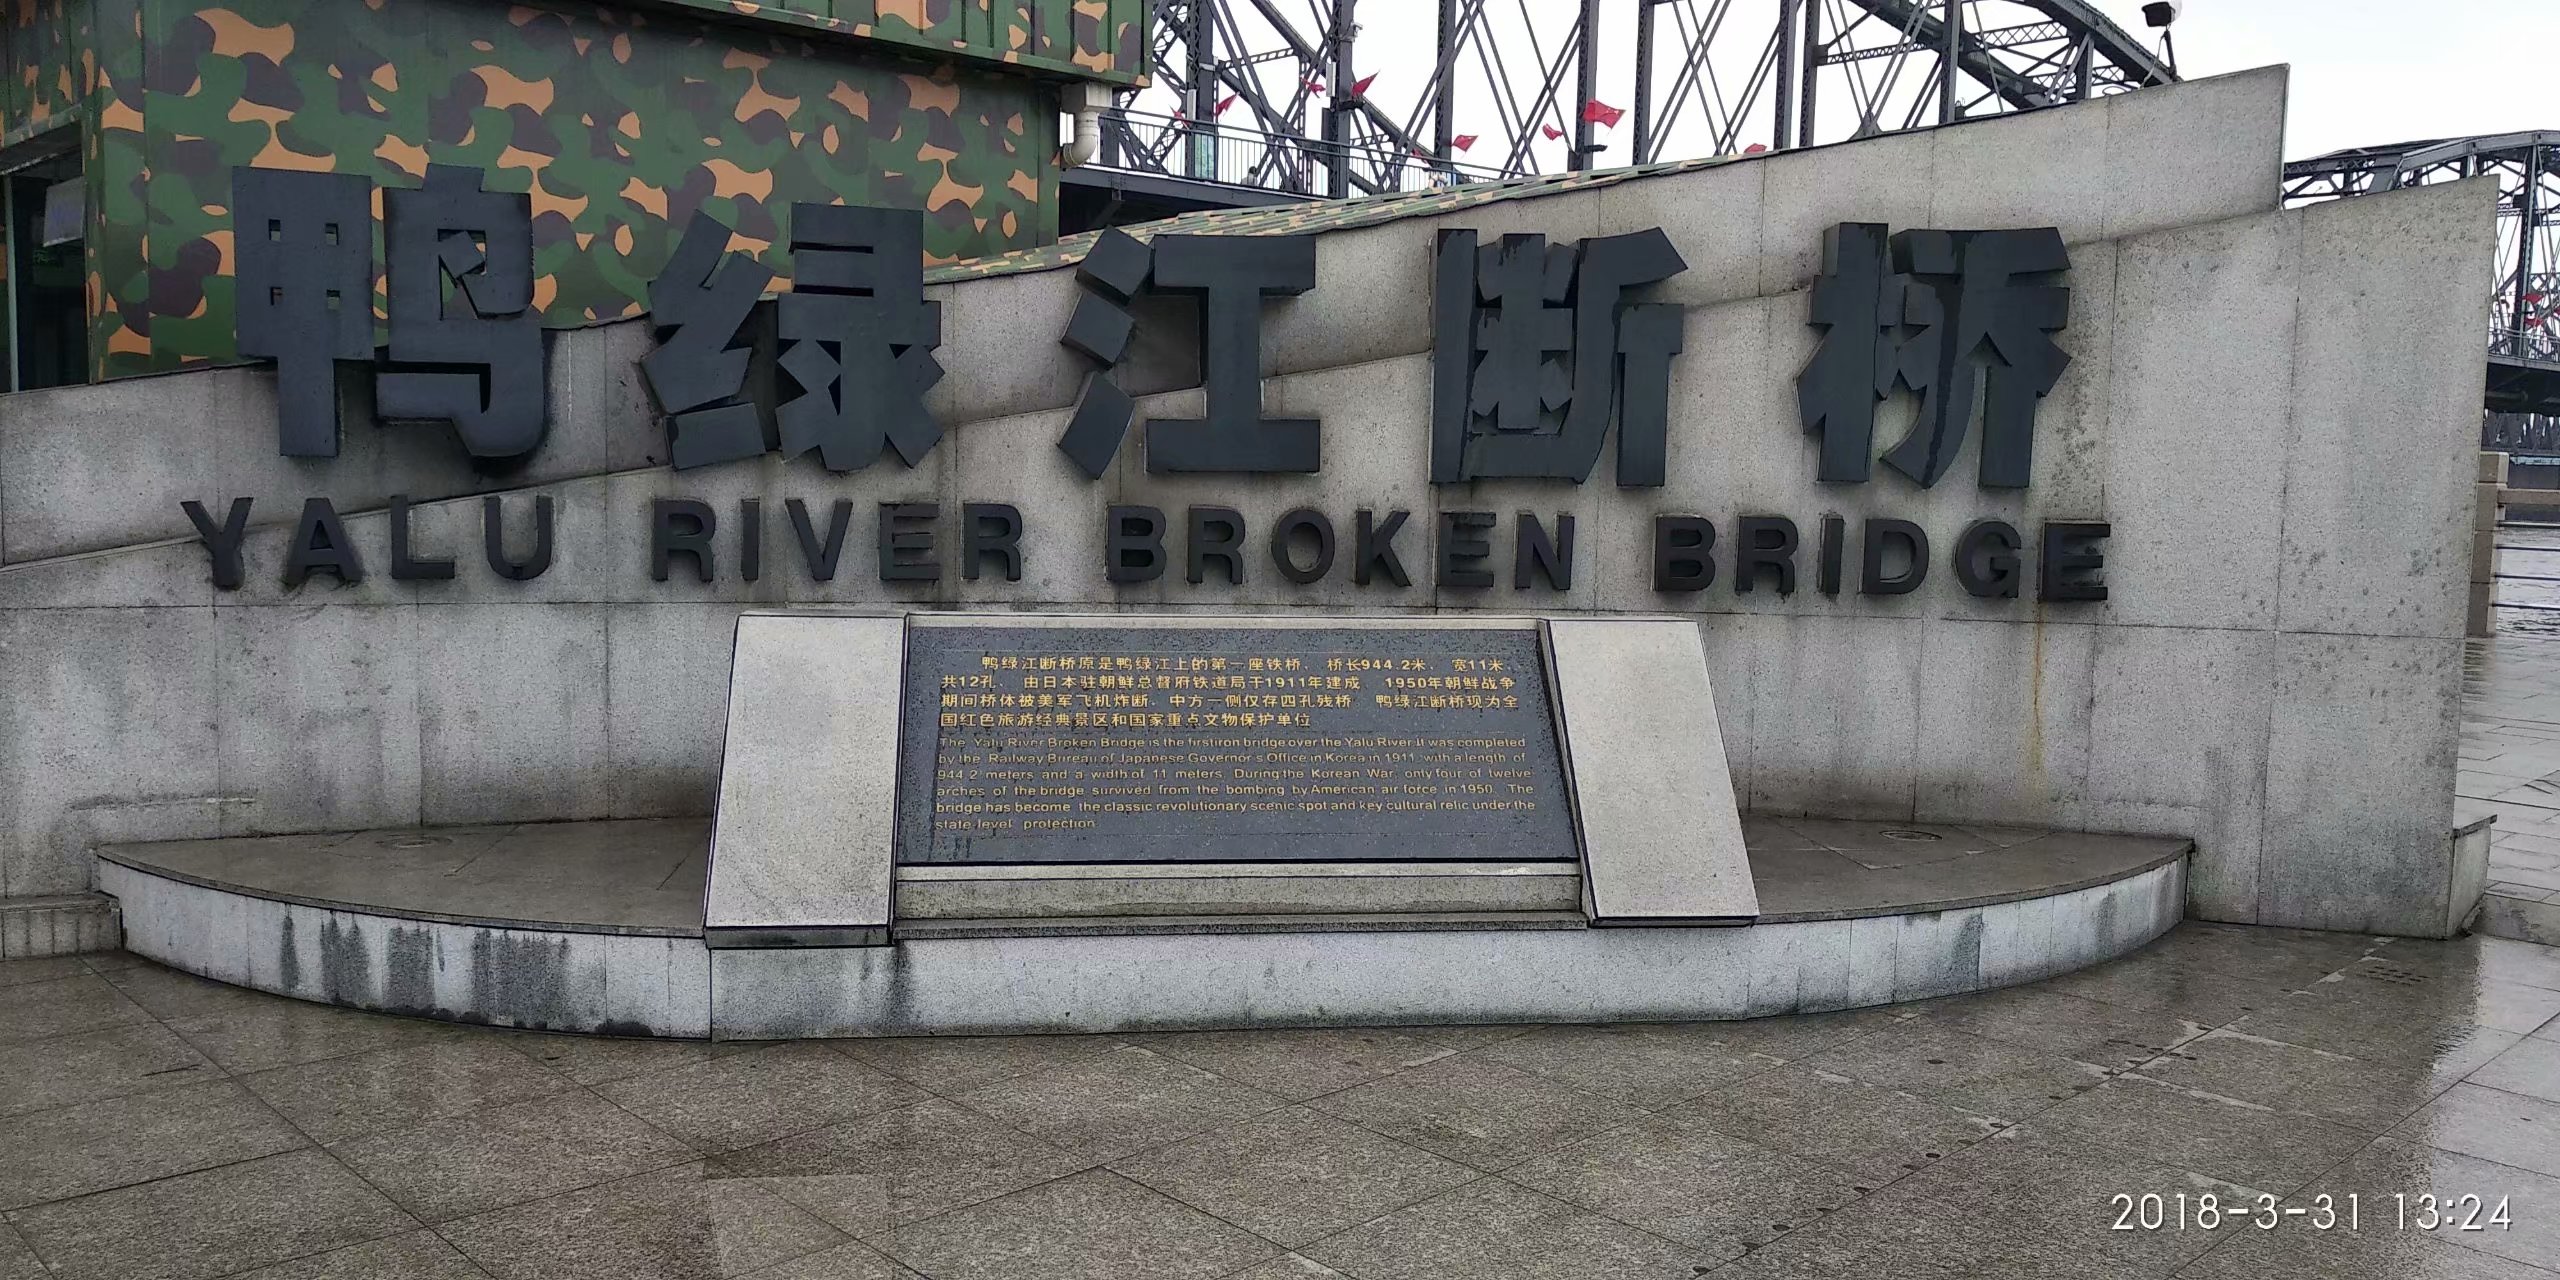 鸭绿江断桥
YALU RIVER BROKEN BRIDGE
鸭绿江断桥原是鸭绿江上的第一座铁桥、 桥长944.2米、 宽11米、
共12孔、 由日本驻朝鲜总督府铁道局于1911年建成 1950年朝鲜战争
期间桥体被美军飞机炸断、中方一侧仅存四孔残桥 鸭绿江断桥现为全
国红色旅游经典景区和国家重点文物保护单位
The Yalu River Broken Bridge is the firstiron bridge over the Yalu River.It was completed
by the Railway Bureau of Japanese Governor's Office in Korea in 1911, with a length of
944.2 meters and a width of 11 meters. During the Korean War, only four of twelve
arches of the bridge survived from the bombing by American air force in 1950. The
bridge has become the classic revolutionary scenic spot and key cultural relic under the
state-level protection
2018-3-31 13:24